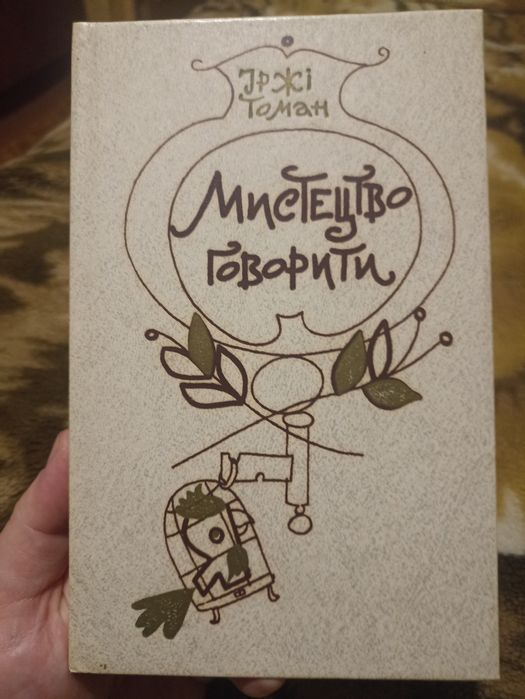 Іржі
Томан
Мистецтво
говорити